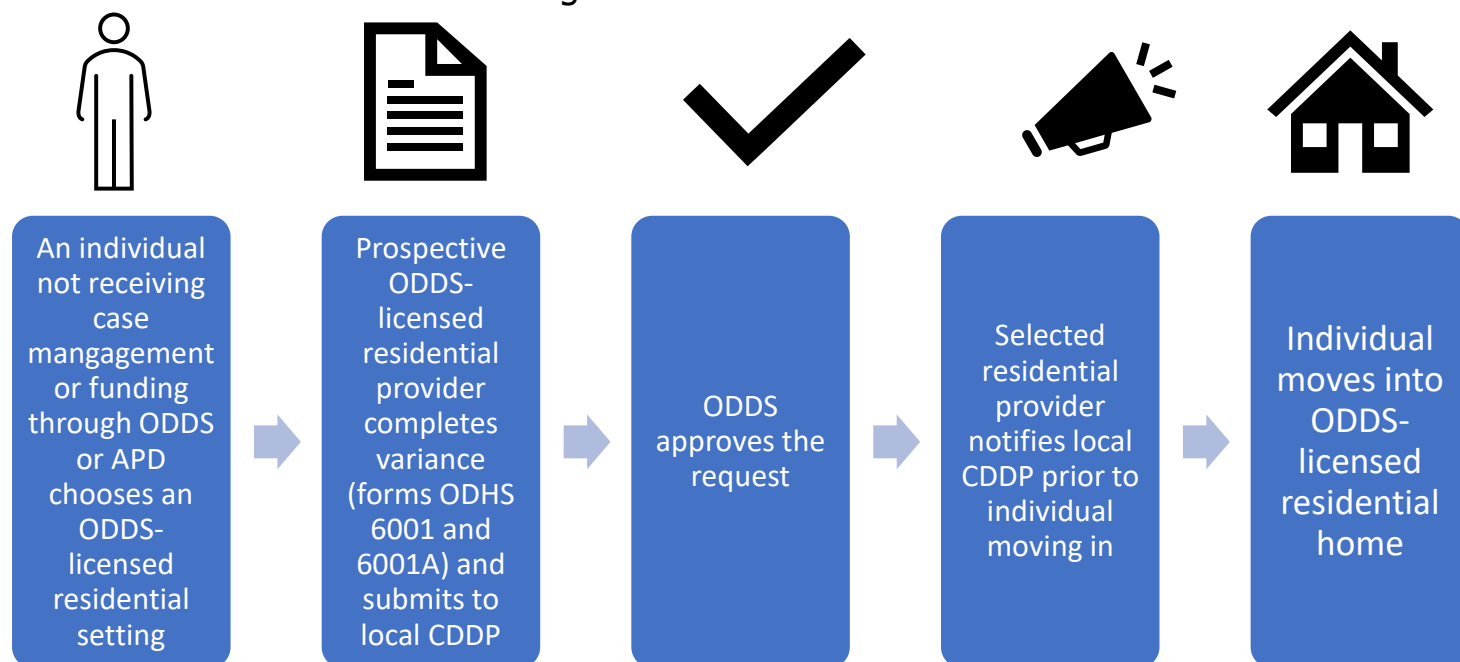 An individual
not receiving
case
mangagement
or funding
through ODDS
or APD
chooses an
ODDS-
licensed
residential
setting
Prospective
ODDS-
licensed
residential
provider
completes
variance
(forms ODHS
6001 and
6001A) and
submits to
local CDDP
ODDS
approves the
request
Selected
residential
provider
notifies local
CDDP prior to
individual
moving in
Individual
moves into
ODDS-
licensed
residential
home